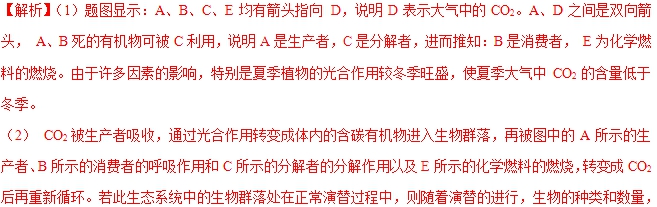 【解析】（1）题图显示：A、B、C、E 均有箭头指向 D，说明 D 表示大气中的 CO₂。A、D 之间是双向箭
头， A、B 死的有机物可被 C 利用，说明 A 是生产者，C 是分解者，进而推知：B 是消费者， E 为化学燃
料的燃烧。由于许多因素的影响，特别是夏季植物的光合作用较冬季旺盛，使夏季大气中 CO₂ 的含量低于
冬季。
（2） CO₂ 被生产者吸收，通过光合作用转变成体内的含碳有机物进入生物群落，再被图中的 A 所示的生
产者、B 所示的消费者的呼吸作用和 C 所示的分解者的分解作用以及 E 所示的化学燃料的燃烧，转变成 CO₂
后再重新循环。若此生态系统中的生物群落处在正常演替过程中，则随着演替的进行，生物的种类和数量，